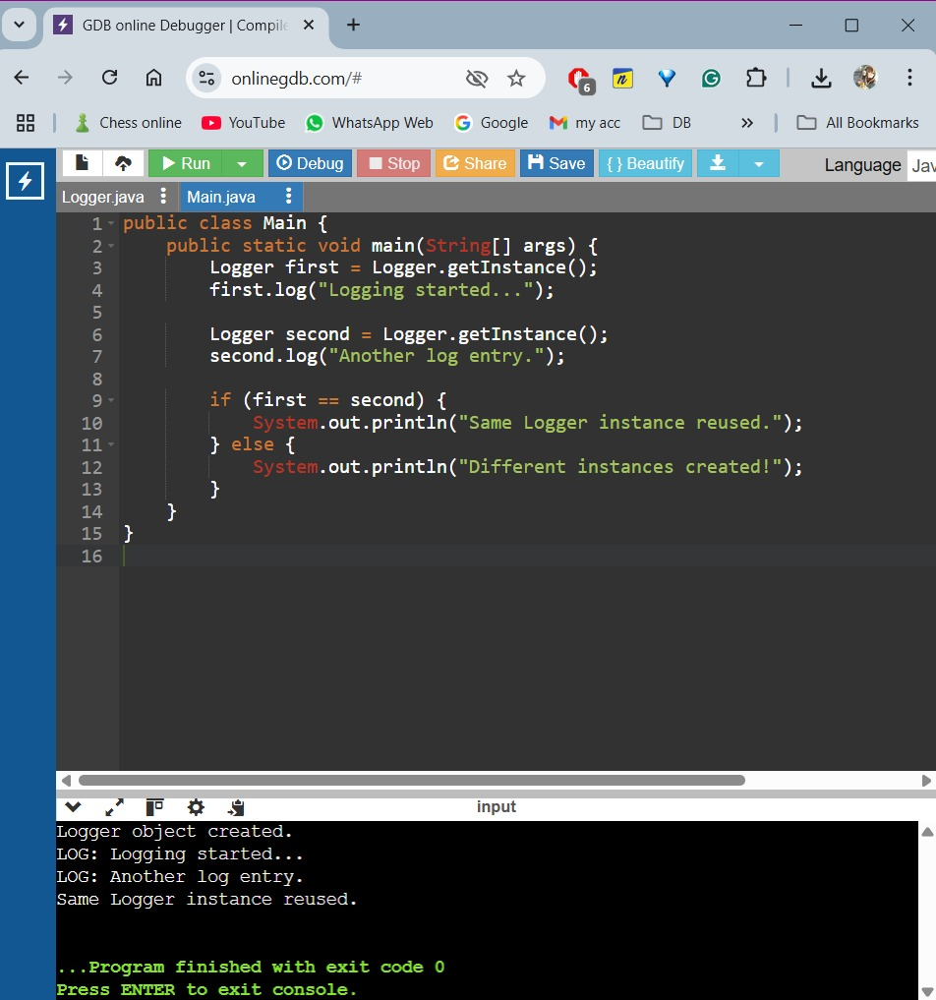 GDB online Debugger | Compile
onlinegdb.com/#
6
n
Chess online
YouTube
WhatsApp Web
Google
my acc
DB
All Bookmarks
Run
Debug
Stop
Share
Save
{ } Beautify
Language
Jav
Logger.java
Main.java
1 public class Main {
2     public static void main(String[] args) {
3         Logger first = Logger.getInstance();
4         first.log("Logging started...");
5
6         Logger second = Logger.getInstance();
7         second.log("Another log entry.");
8
9         if (first == second) {
10             System.out.println("Same Logger instance reused.");
11         } else {
12             System.out.println("Different instances created!");
13         }
14     }
15 }
16
input
Logger object created.
LOG: Logging started...
LOG: Another log entry.
Same Logger instance reused.
...Program finished with exit code 0
Press ENTER to exit console.